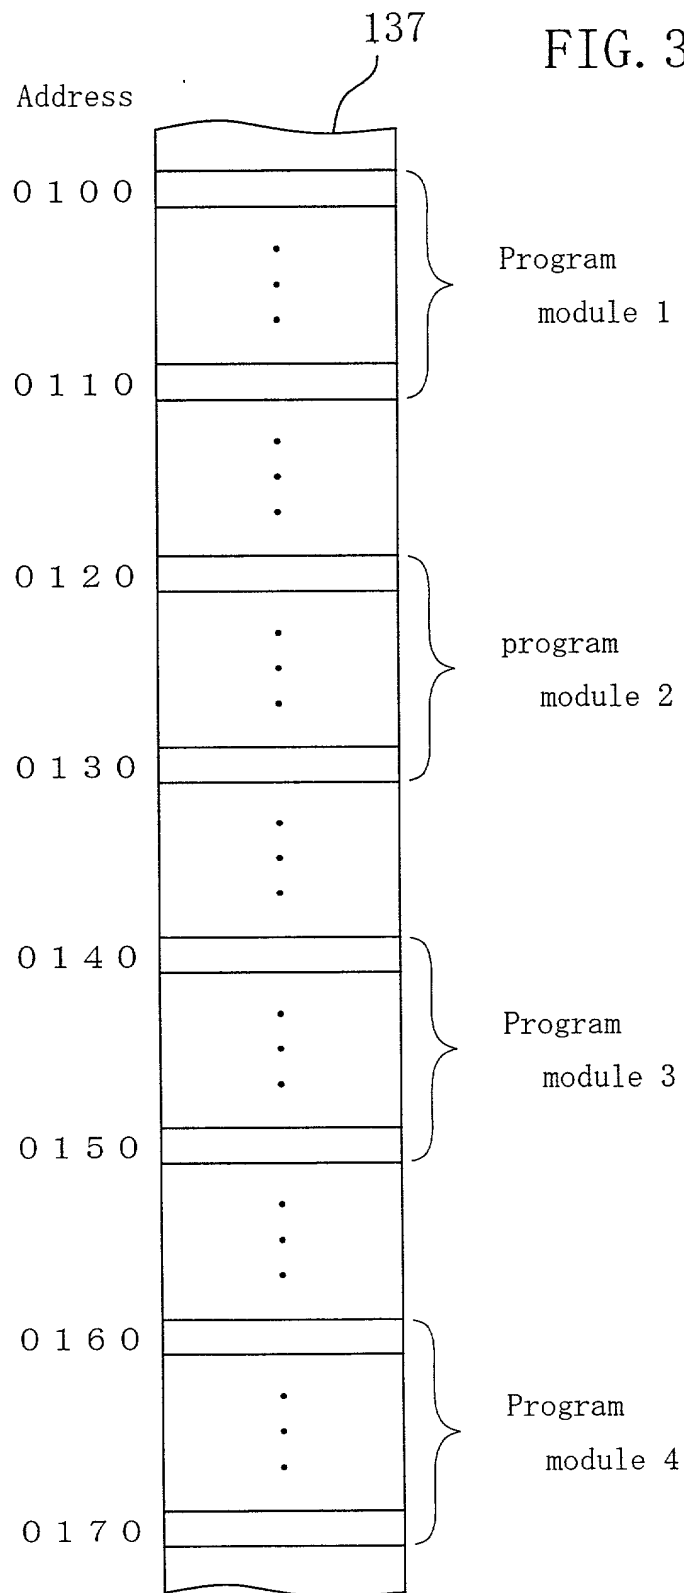 137
FIG. 3
Address
0100
Program
module 1
0110
0120
program
module 2
0130
0140
Program
module 3
0150
0160
Program
module 4
0170